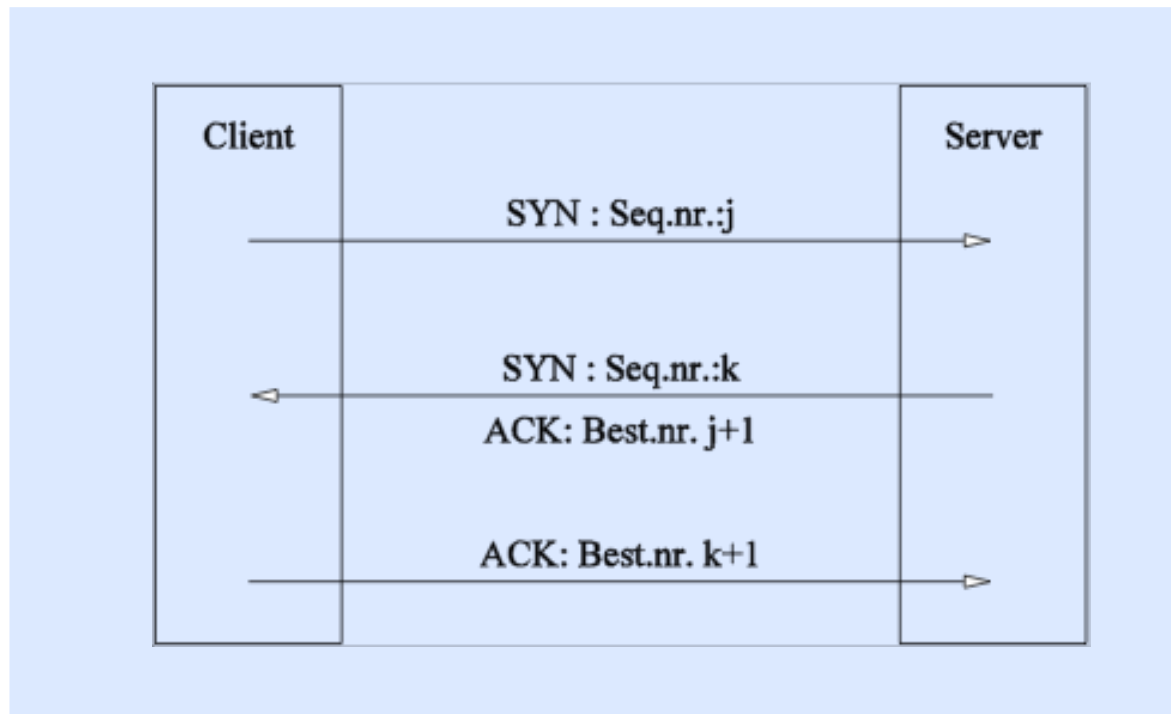 Client
Server
SYN : Seq.nr.:j
SYN : Seq.nr.:k
ACK: Best.nr. j+1
ACK: Best.nr. k+1